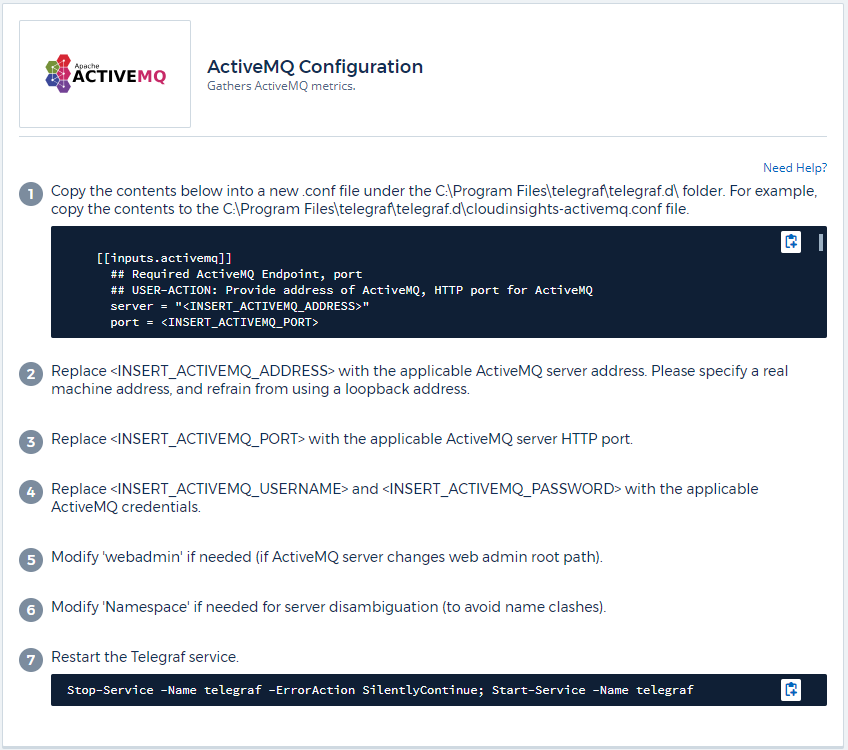 Apache
ACTIVEMQ
ActiveMQ Configuration
Gathers ActiveMQ metrics.
Need Help?
1
Copy the contents below into a new .conf file under the C:\Program Files\telegraf\telegraf.d\ folder. For example,
copy the contents to the C:\Program Files\telegraf\telegraf.d\cloudinsights-activemq.conf file.
[[inputs.activemq]]
## Required ActiveMQ Endpoint, port
## USER-ACTION: Provide address of ActiveMQ, HTTP port for ActiveMQ
server = "<INSERT_ACTIVEMQ_ADDRESS>"
port = <INSERT_ACTIVEMQ_PORT>
2
Replace <INSERT_ACTIVEMQ_ADDRESS> with the applicable ActiveMQ server address. Please specify a real
machine address, and refrain from using a loopback address.
3
Replace <INSERT_ACTIVEMQ_PORT> with the applicable ActiveMQ server HTTP port.
4
Replace <INSERT_ACTIVEMQ_USERNAME> and <INSERT_ACTIVEMQ_PASSWORD> with the applicable
ActiveMQ credentials.
5
Modify 'webadmin' if needed (if ActiveMQ server changes web admin root path).
6
Modify 'Namespace' if needed for server disambiguation (to avoid name clashes).
7
Restart the Telegraf service.
Stop-Service -Name telegraf -ErrorAction SilentlyContinue; Start-Service -Name telegraf